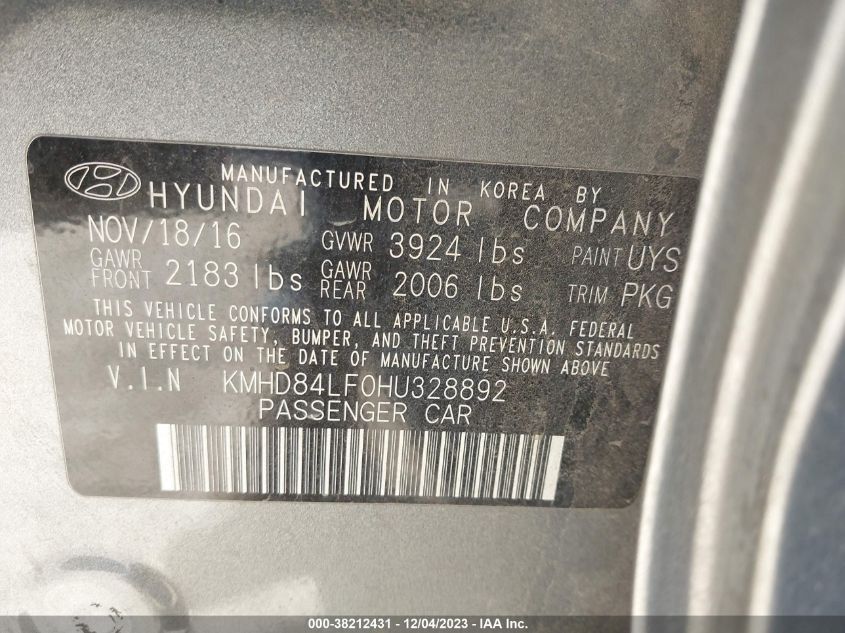 MANUFACTURED IN KOREA BY
HYUNDAI MOTOR COMPANY
NOV/18/16 GVWR 3924 lbs PAINT UYS
GAWR FRONT 2183 lbs GAWR REAR 2006 lbs TRIM PKG
THIS VEHICLE CONFORMS TO ALL APPLICABLE U.S.A. FEDERAL
MOTOR VEHICLE SAFETY, BUMPER, AND THEFT PREVENTION STANDARDS
IN EFFECT ON THE DATE OF MANUFACTURE SHOWN ABOVE
V.I.N KMHD84LF0HU328892
PASSENGER CAR
000-38212431 - 12/04/2023 - IAA Inc.